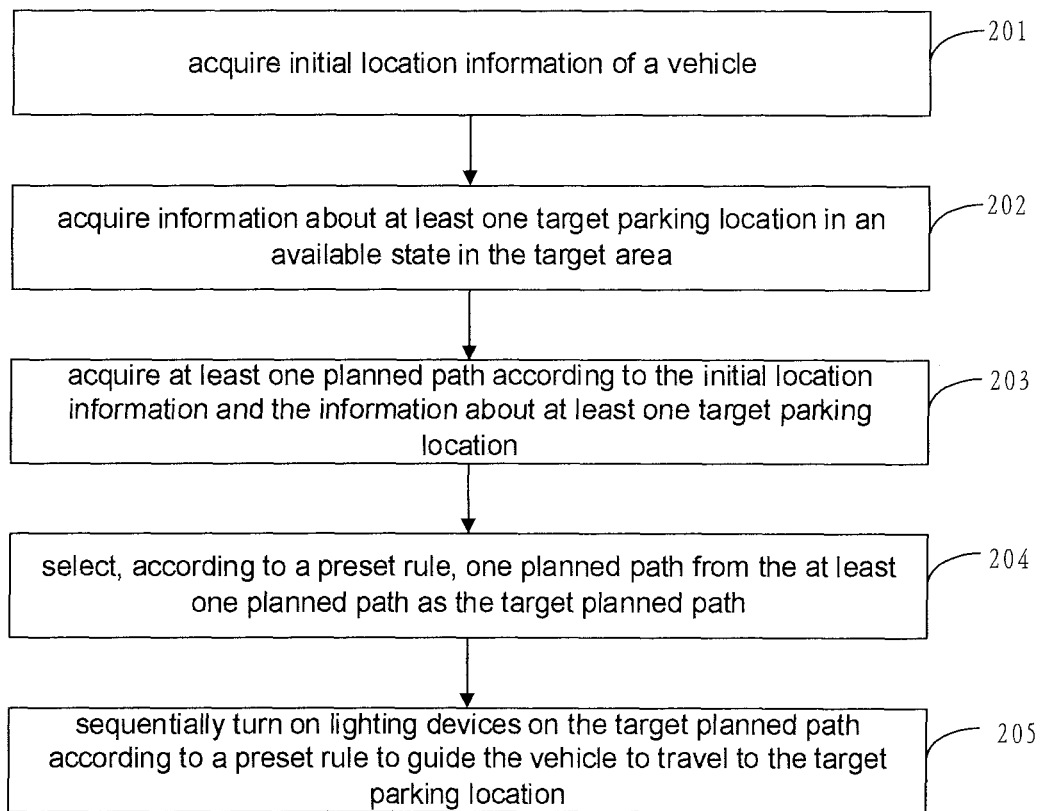 201
acquire initial location information of a vehicle
202
acquire information about at least one target parking location in an
available state in the target area
acquire at least one planned path according to the initial location
203
information and the information about at least one target parking
location
204
select, according to a preset rule, one planned path from the at least
one planned path as the target planned path
sequentially turn on lighting devices on the target planned path
205
according to a preset rule to guide the vehicle to travel to the target
parking location